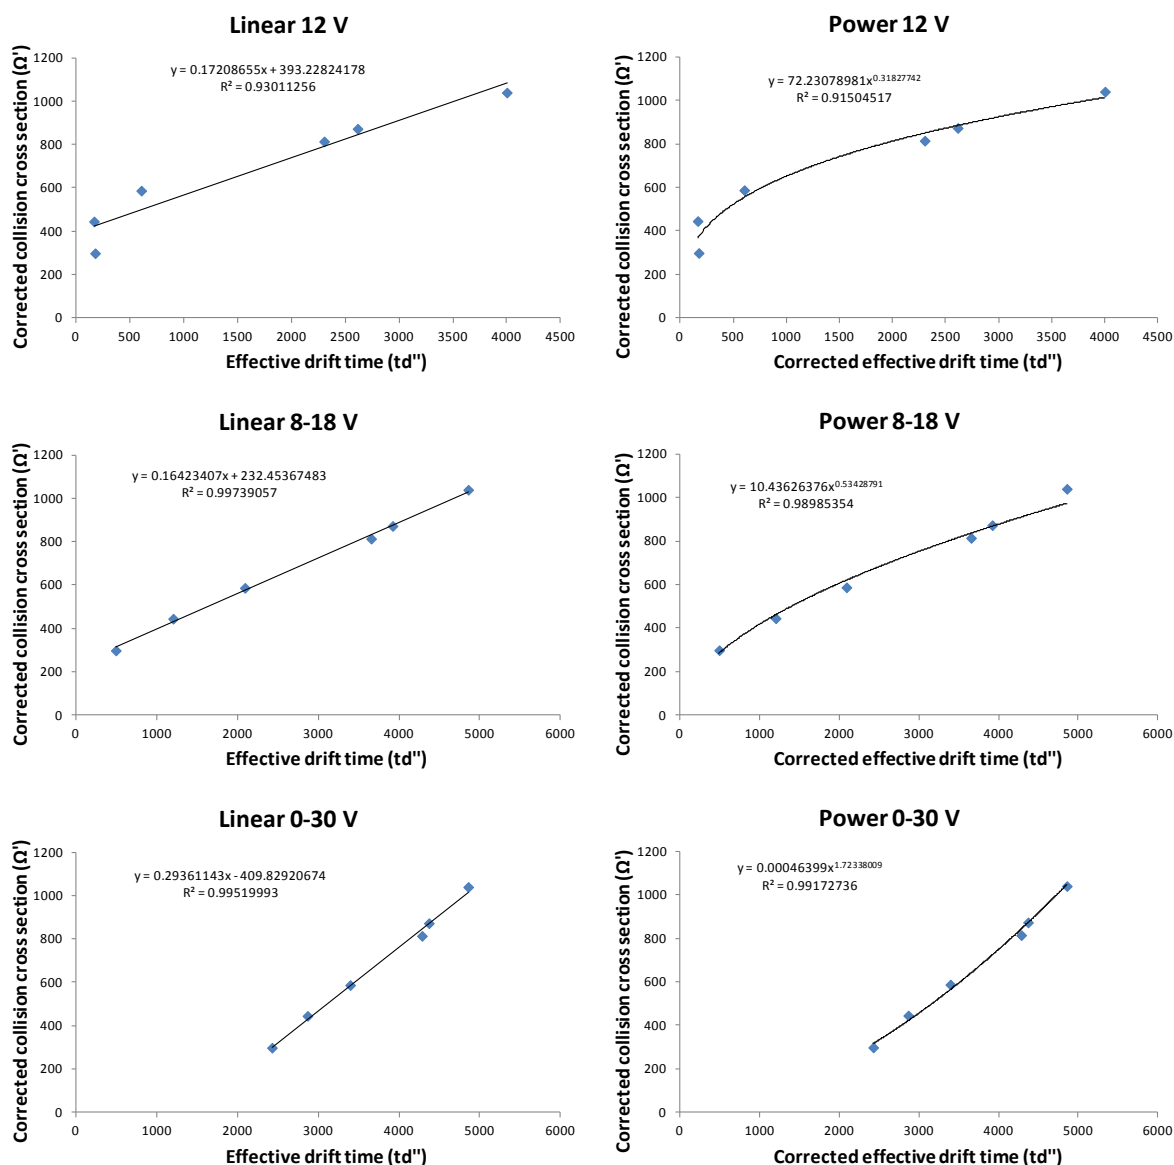 Linear 12 V
Corrected collision cross section (Ω')
1200
1000
800
600
400
200
0
y = 0.17208655x + 393.22824178
R² = 0.93011256
0 500 1000 1500 2000 2500 3000 3500 4000 4500
Effective drift time (td'')
Power 12 V
Corrected collision cross section (Ω')
1200
1000
800
600
400
200
0
y = 72.23078981x^0.31827742
R² = 0.91504517
0 500 1000 1500 2000 2500 3000 3500 4000 4500
Corrected effective drift time (td'')
Linear 8-18 V
Corrected collision cross section (Ω')
1200
1000
800
600
400
200
0
y = 0.16423407x + 232.45367483
R² = 0.99739057
0 1000 2000 3000 4000 5000 6000
Effective drift time (td'')
Power 8-18 V
Corrected collision cross section (Ω')
1200
1000
800
600
400
200
0
y = 10.43626376x^0.53428791
R² = 0.98985354
0 1000 2000 3000 4000 5000 6000
Corrected effective drift time (td'')
Linear 0-30 V
Corrected collision cross section (Ω')
1200
1000
800
600
400
200
0
y = 0.29361143x - 409.82920674
R² = 0.99519993
0 1000 2000 3000 4000 5000 6000
Effective drift time (td'')
Power 0-30 V
Corrected collision cross section (Ω')
1200
1000
800
600
400
200
0
y = 0.00046399x^1.72338009
R² = 0.99172736
0 1000 2000 3000 4000 5000 6000
Corrected effective drift time (td'')